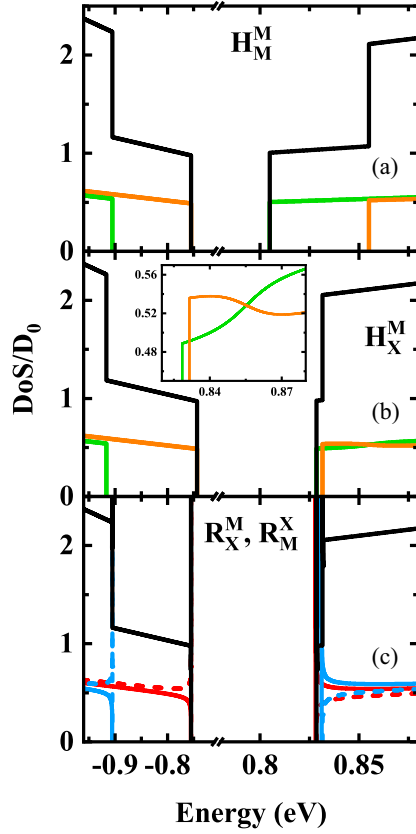 2
H_M^M
1
(a)
0
0.56
0.52
0.48
0.84 0.87
2
H_X^M
1
(b)
0
DoS/D_0
2
R_X^M, R_M^X
1
(c)
0
-0.9 -0.8 0.8 0.85
Energy (eV)